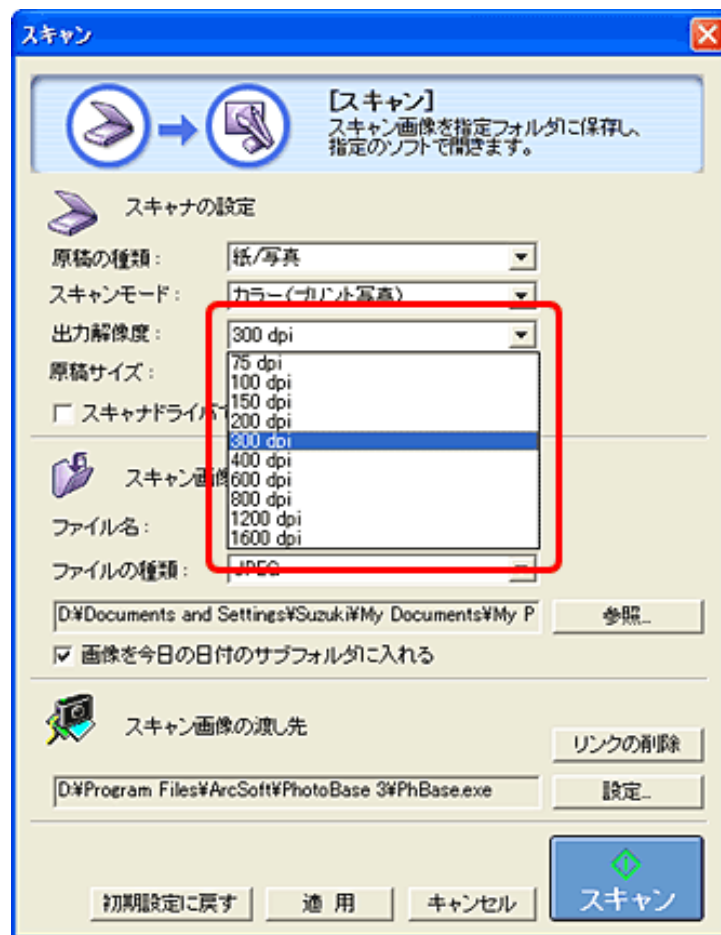 スキャン
[スキャン]
スキャン画像を指定フォルダに保存し、
指定のソフトで開きます。
スキャナの設定
原稿の種類：
紙/写真
スキャンモード：
カラー(プリント写真)
出力解像度：
300 dpi
原稿サイズ：
75 dpi
100 dpi
150 dpi
200 dpi
300 dpi
400 dpi
600 dpi
800 dpi
1200 dpi
1600 dpi
スキャナドライバ
スキャン画像
ファイル名：
ファイルの種類：
JPEG
D:¥Documents and Settings¥Suzuki¥My Documents¥My P
参照...
画像を今日の日付のサブフォルダに入れる
スキャン画像の渡し先
リンクの削除
D:¥Program Files¥ArcSoft¥PhotoBase 3¥PhBase.exe
設定...
初期設定に戻す
適 用
キャンセル
スキャン